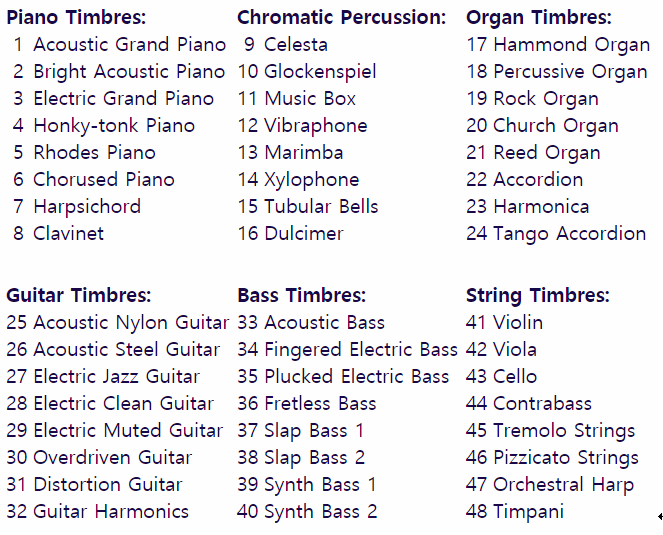 Piano Timbres:
1 Acoustic Grand Piano
2 Bright Acoustic Piano
3 Electric Grand Piano
4 Honky-tonk Piano
5 Rhodes Piano
6 Chorused Piano
7 Harpsichord
8 Clavinet
Chromatic Percussion:
9 Celesta
10 Glockenspiel
11 Music Box
12 Vibraphone
13 Marimba
14 Xylophone
15 Tubular Bells
16 Dulcimer
Organ Timbres:
17 Hammond Organ
18 Percussive Organ
19 Rock Organ
20 Church Organ
21 Reed Organ
22 Accordion
23 Harmonica
24 Tango Accordion
Guitar Timbres:
25 Acoustic Nylon Guitar
26 Acoustic Steel Guitar
27 Electric Jazz Guitar
28 Electric Clean Guitar
29 Electric Muted Guitar
30 Overdriven Guitar
31 Distortion Guitar
32 Guitar Harmonics
Bass Timbres:
33 Acoustic Bass
34 Fingered Electric Bass
35 Plucked Electric Bass
36 Fretless Bass
37 Slap Bass 1
38 Slap Bass 2
39 Synth Bass 1
40 Synth Bass 2
String Timbres:
41 Violin
42 Viola
43 Cello
44 Contrabass
45 Tremolo Strings
46 Pizzicato Strings
47 Orchestral Harp
48 Timpani